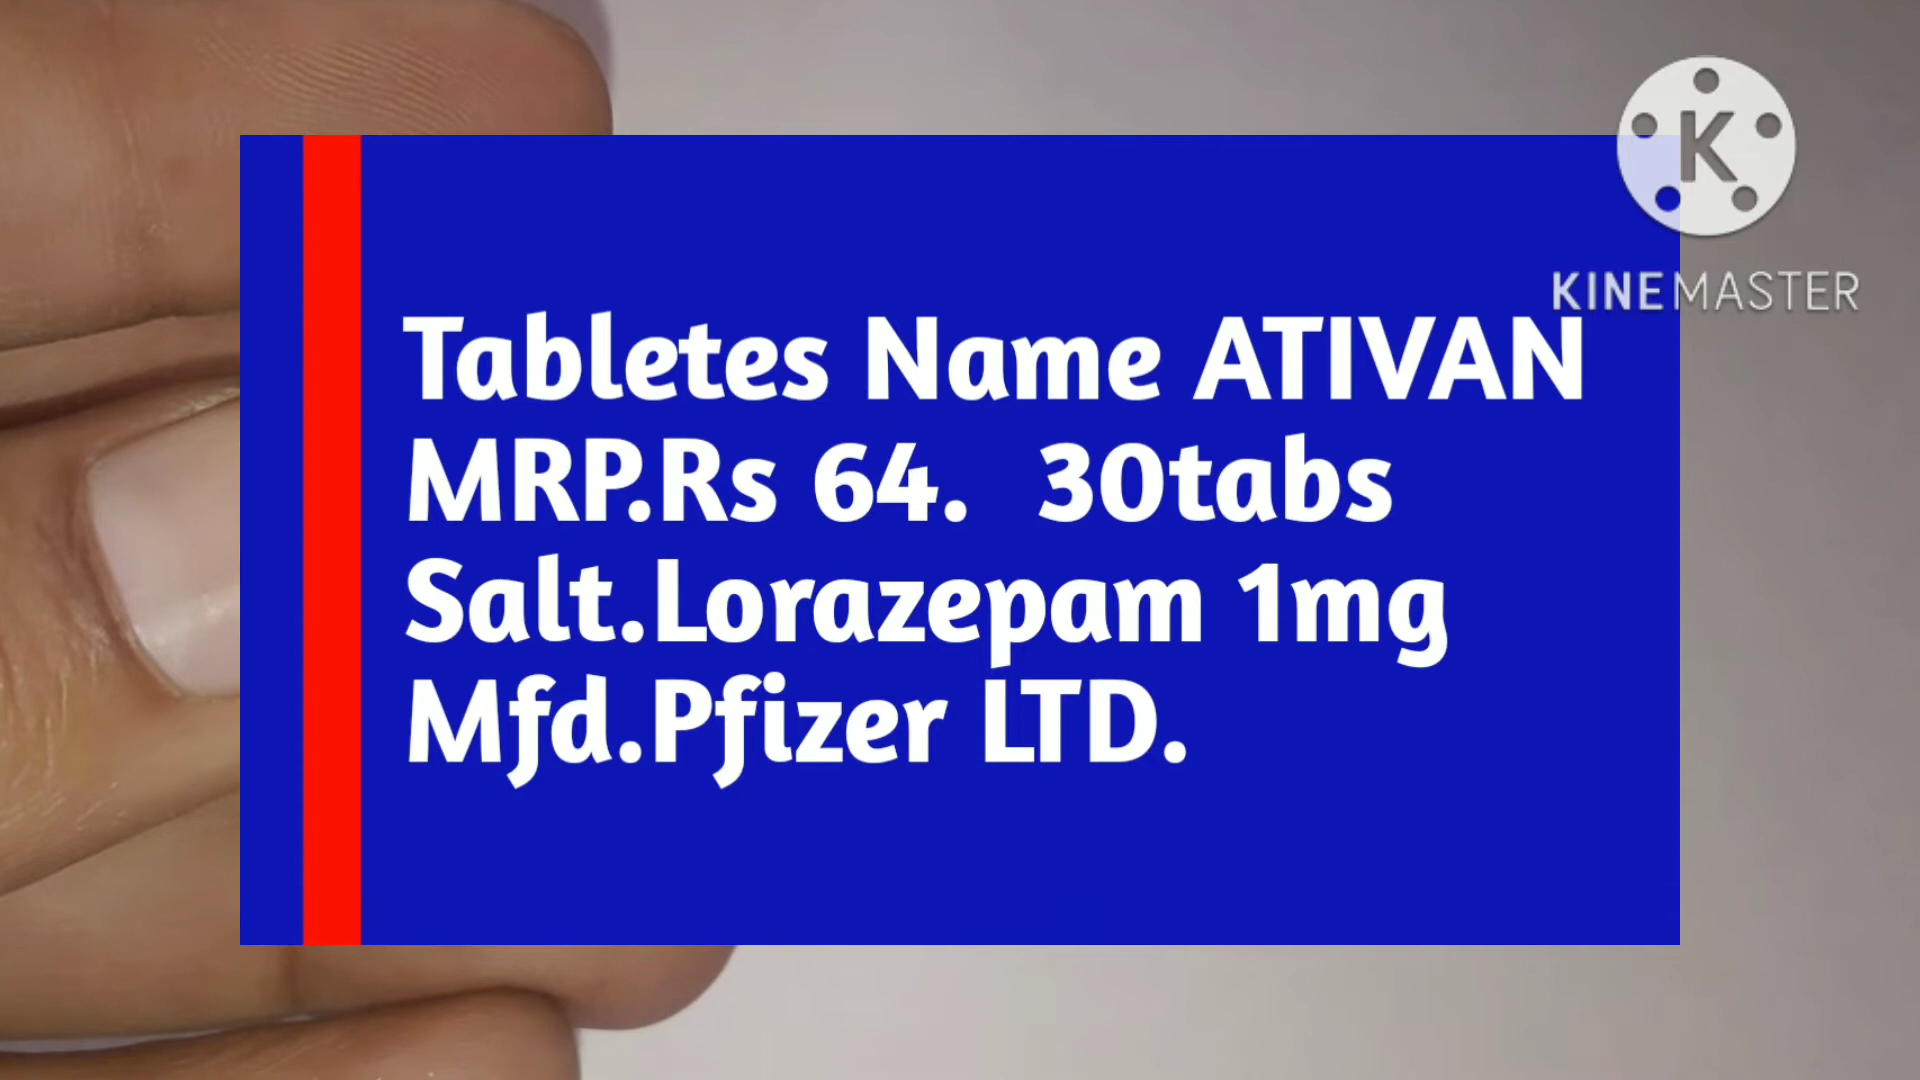 K
KINEMASTER
Tabletes Name ATIVAN
MRP.Rs 64.  30tabs
Salt.Lorazepam 1mg
Mfd.Pfizer LTD.